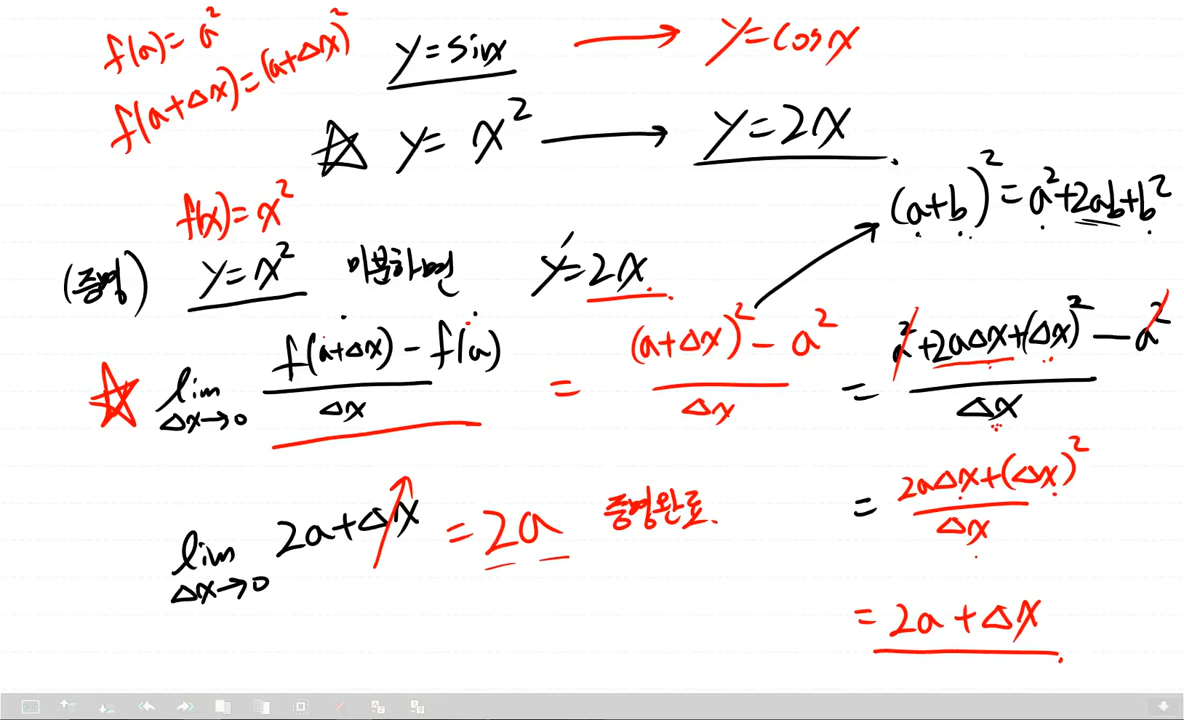 f(a)=a²
f(a+Δx)=(a+Δx)²
y=sinx → y=cosx
☆ y=x² → y=2x
f(x)=x²
(a+b)²=a²+2ab+b²
(증명) y=x² 미분하면 y'=2x
☆ lim Δx→0 (f(a+Δx)-f(a))/Δx = ((a+Δx)²-a²)/Δx = (a²+2aΔx+(Δx)²-a²)/Δx
= (2aΔx+(Δx)²)/Δx
lim Δx→0 2a+Δx = 2a 증명완료.
= 2a+Δx